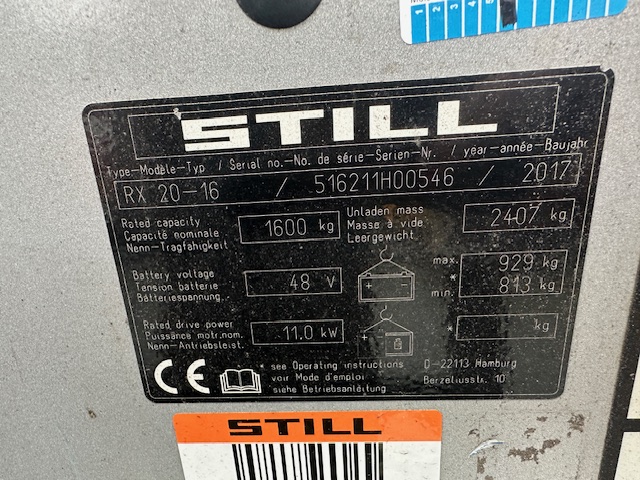 STILL
Type-Modèle-Typ / Serial no.-No. de série-Serien-Nr. / year-année-Baujahr
RX 20-16 / 516211H00546 / 2017
Rated capacity
Capacité nominale
Nenn-Tragfähigkeit
1600 kg
Unladen mass
Masse à vide
Leergewicht
2407 kg
Battery voltage
Tension batterie
Batteriespannung
48 V
max. 929 kg
*
min. 813 kg
Rated drive power
Puissance motr.nom.
Nenn-Antriebsleist.
11.0 kW
* kg
CE
* see Operating instructions
voir Mode d'emploi
siehe Betriebsanleitung
D-22113 Hamburg
Berzeliusstr. 10
STILL